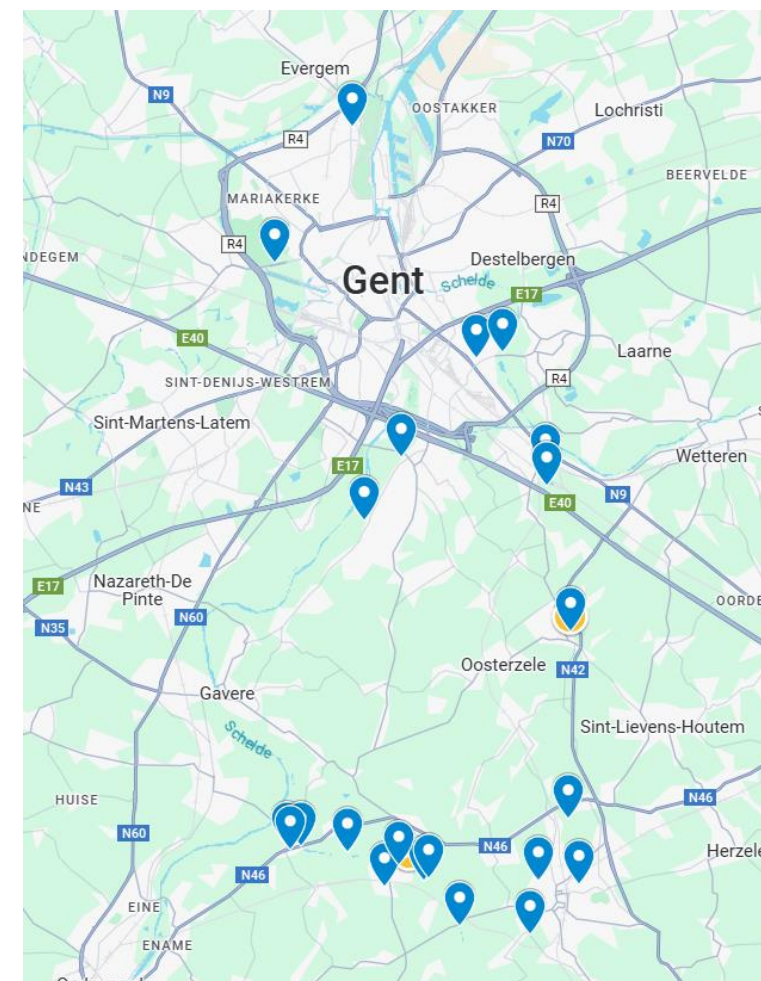 Evergem
N9
OOSTAKKER
Lochristi
R4
N70
BEERVELDE
MARIAKERKE
R4
R4
Gent
Schelde
Destelbergen
E17
E40
Laarne
SINT-DENIJS-WESTREM
R4
Sint-Martens-Latem
E17
Wetteren
N43
N9
E40
E17
Nazareth-De
Pinte
N60
N35
Oosterzele
N42
Gavere
Schelde
Sint-Lievens-Houtem
HUISE
N46
N60
N46
N46
EINE
ENAME